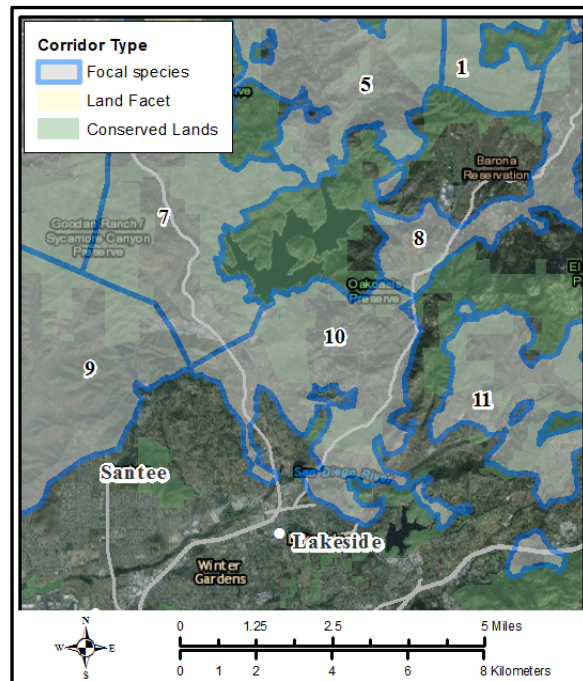 Corridor Type
Focal species
Land Facet
Conserved Lands
1
5
Barona
Reservation
7
Goodan Ranch /
Sycamore Canyon
Preserve
8
Oakoasis
Preserve
10
9
11
San Diego River
Santee
Lakeside
Winter
Gardens
N
W E
S
0 1.25 2.5 5 Miles
0 1 2 4 6 8 Kilometers